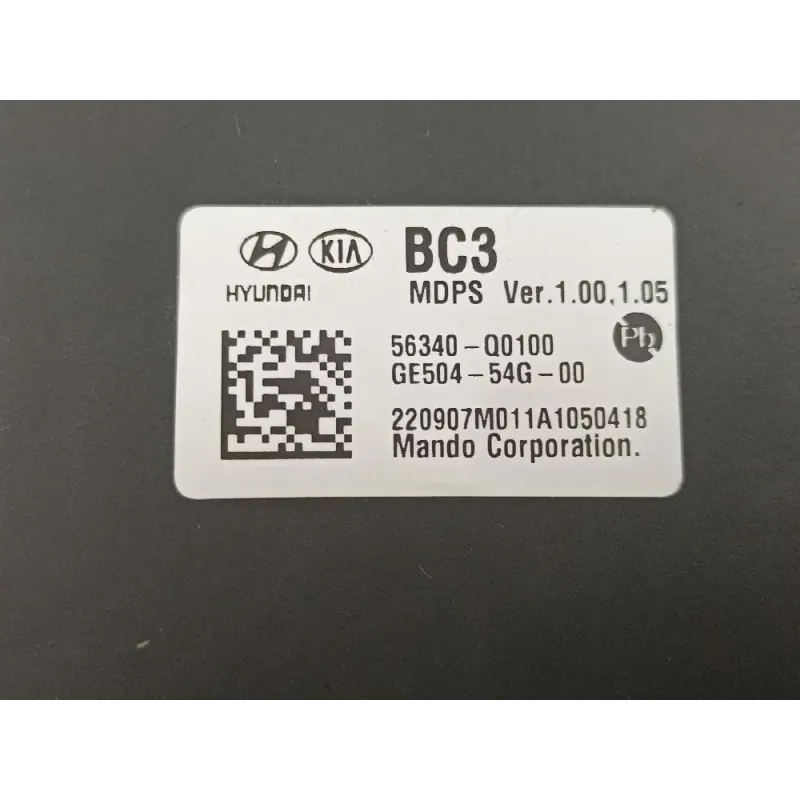 KIA BC3
HYUNDAI MDPS Ver.1.00,1.05
56340-Q0100 Pb
GE504-54G-00
220907M011A1050418
Mando Corporation.